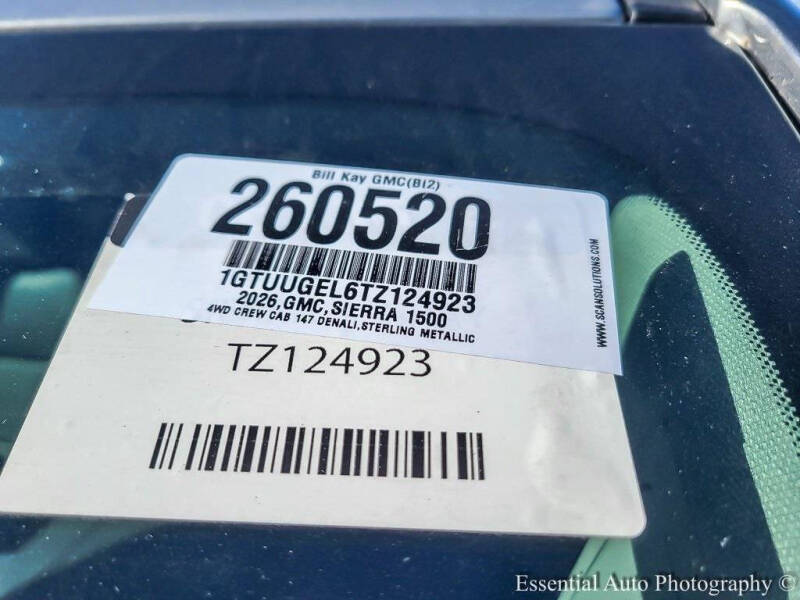 Bill Kay GMC(BI2)
260520
1GTUUGEL6TZ124923
2026,GMC,SIERRA 1500
4WD CREW CAB 147 DENALI,STERLING METALLIC
WWW.SCANSOLUTIONS.COM
TZ124923
Essential Auto Photography ©